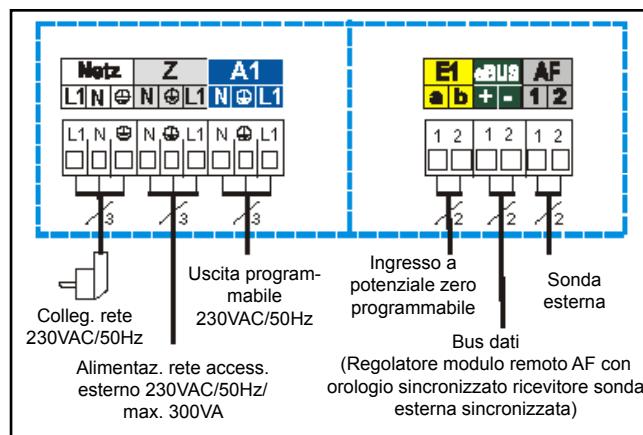 Netz Z A1 E1 eBUS AF
L1 N N L1 N L1 a b + - 1 2
L1 N N L1 N L1 1 2 1 2 1 2
3 3 3 2 2 2
Colleg. rete
230VAC/50Hz
Alimentaz. rete access.
esterno 230VAC/50Hz/
max. 300VA
Uscita program-
mabile
230VAC/50Hz
Ingresso a
potenziale zero
programmabile
Bus dati
(Regolatore modulo remoto AF con
orologio sincronizzato ricevitore sonda
esterna sincronizzata)
Sonda
esterna